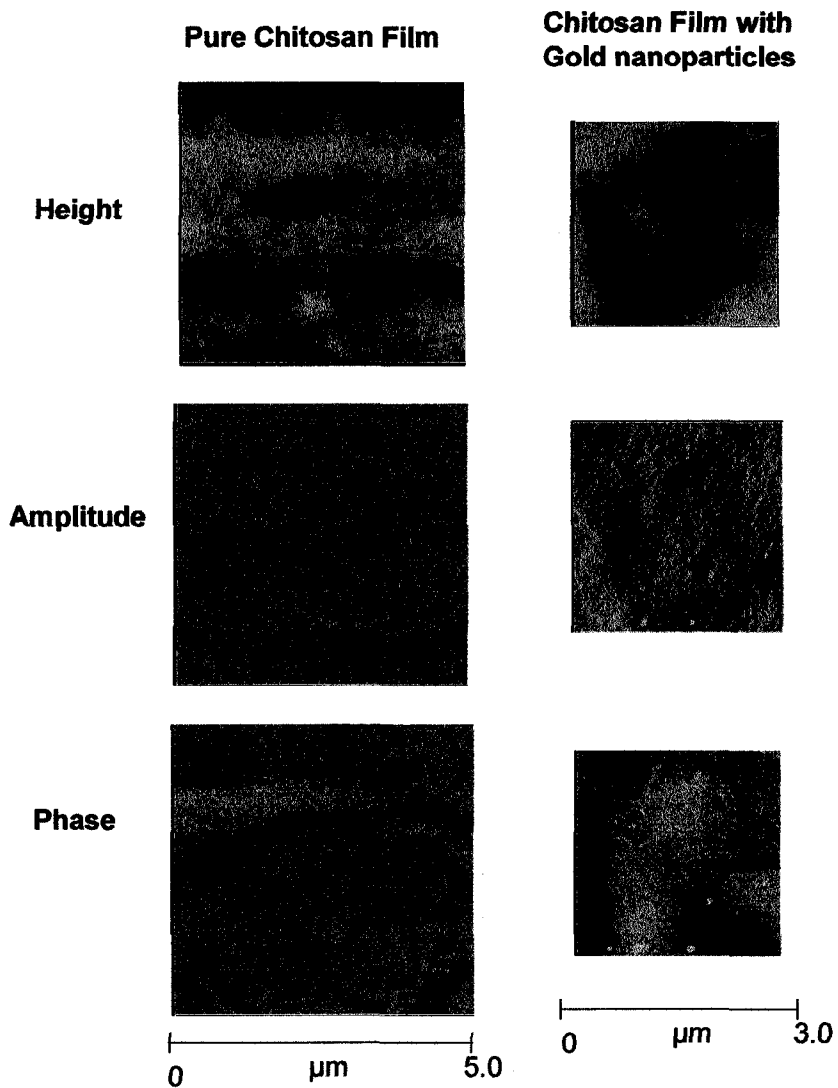 Pure Chitosan Film
Chitosan Film with
Gold nanoparticles
Height
Amplitude
Phase
0 µm 5.0
0 µm 3.0